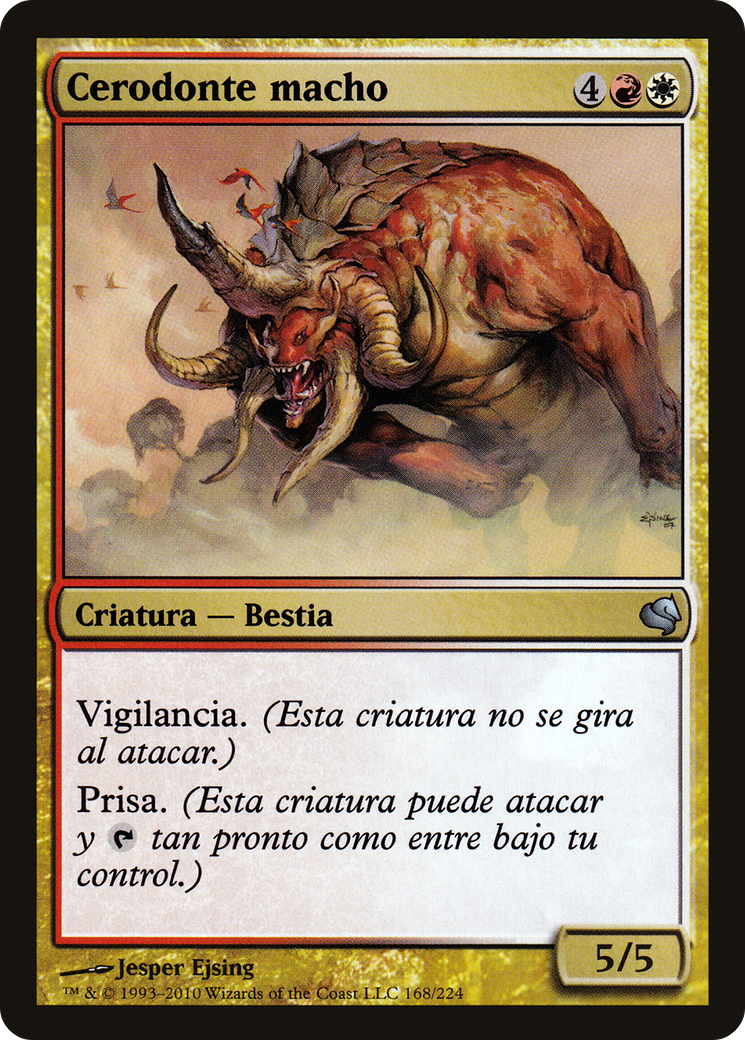 Cerodonte macho 4
EJSING
07
Criatura — Bestia
Vigilancia. (Esta criatura no se gira
al atacar.)
Prisa. (Esta criatura puede atacar
y tan pronto como entre bajo tu
control.)
5/5
Jesper Ejsing
™ & © 1993–2010 Wizards of the Coast LLC 168/224